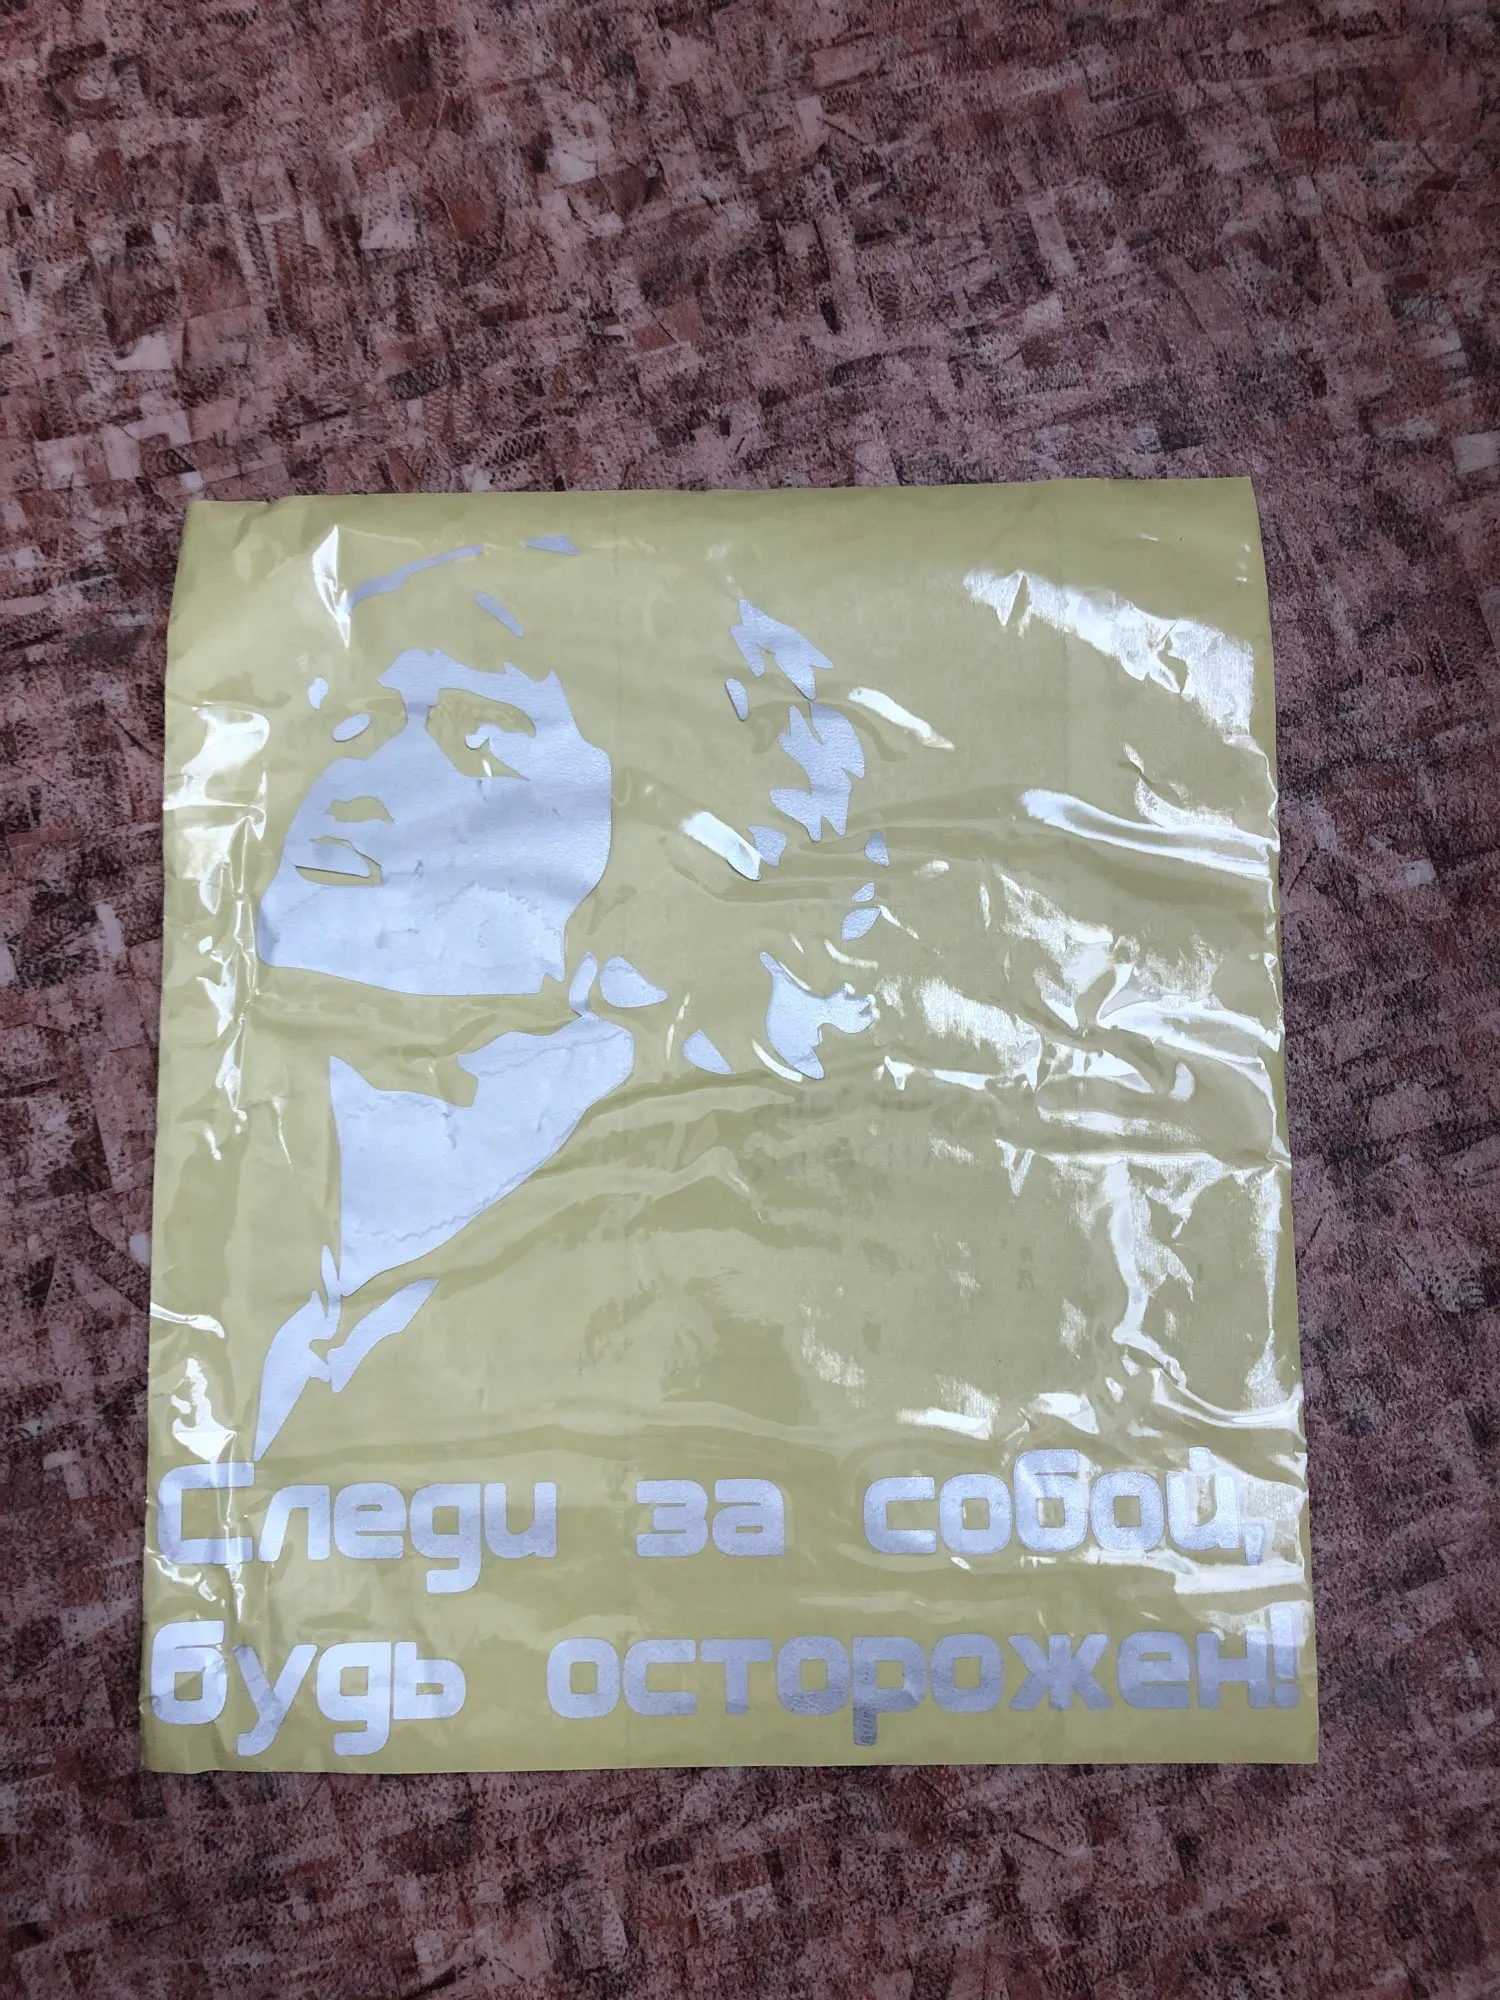 Следи за собой,
будь осторожен!